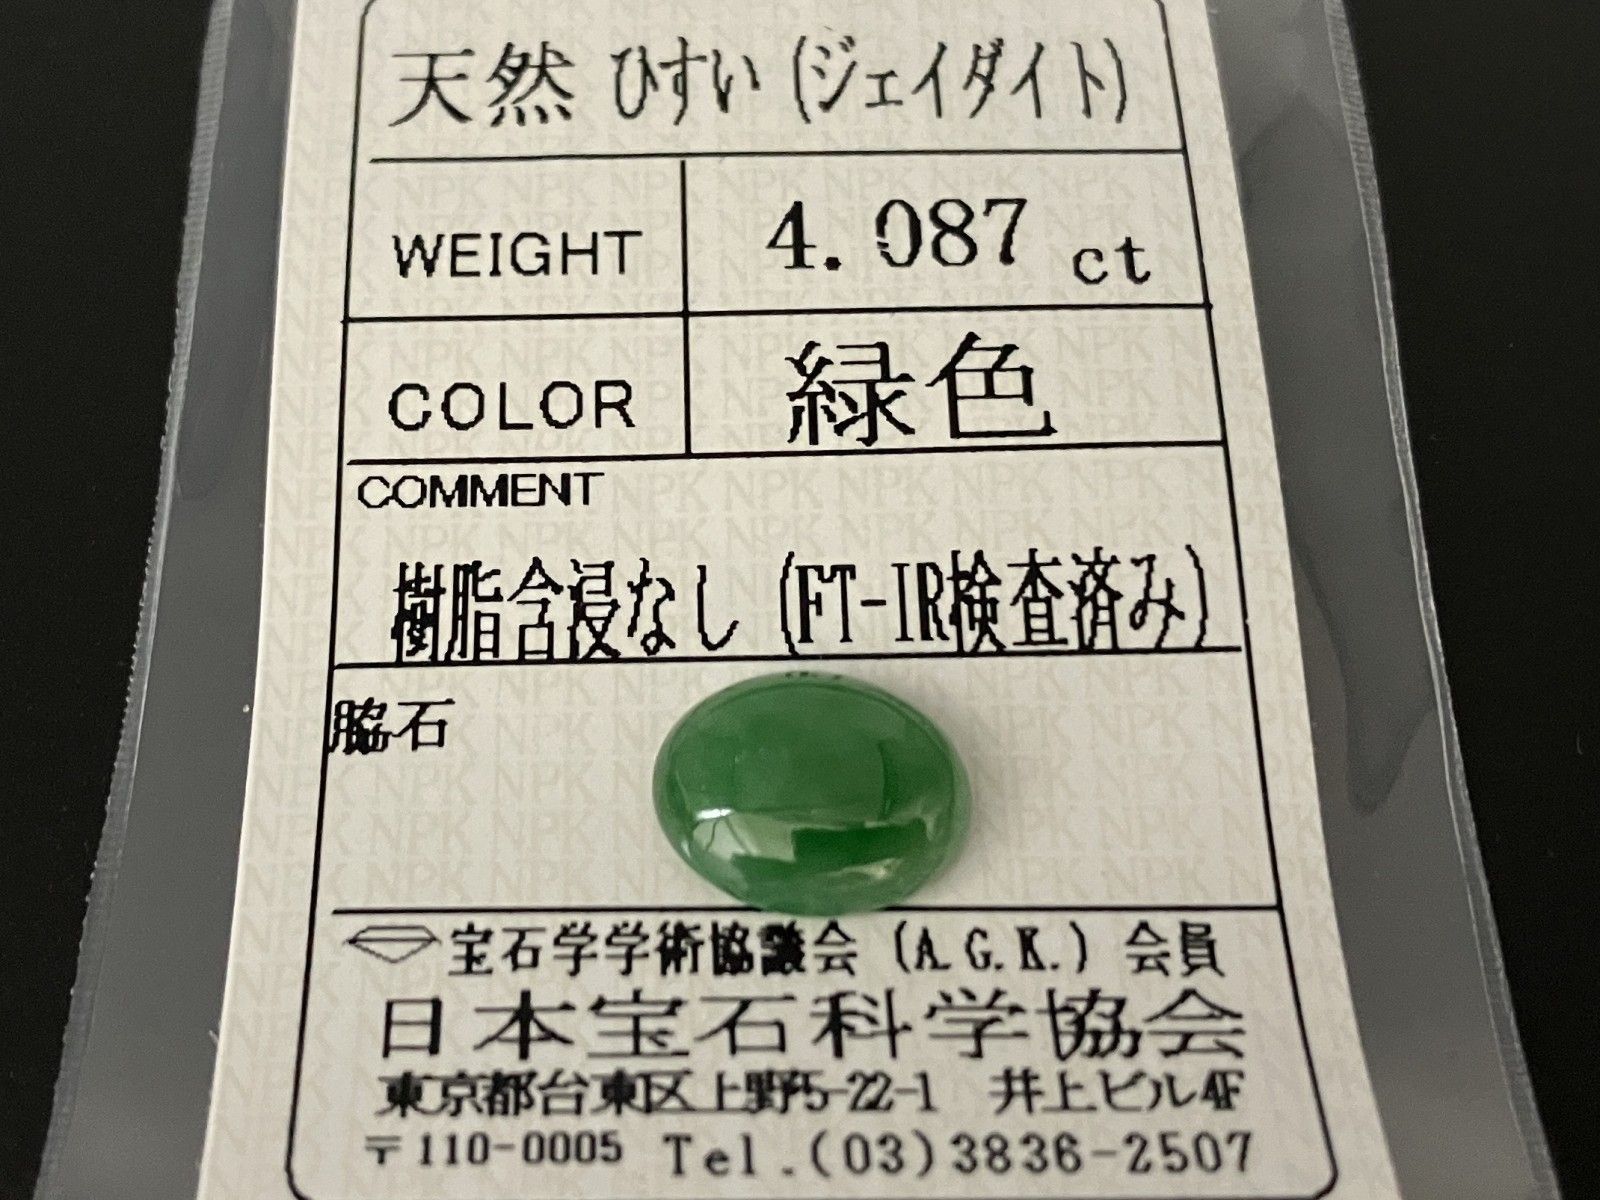 天然 ひすい (ジェイダイト)
WEIGHT 4.087 ct
COLOR 緑色
COMMENT
樹脂含浸なし (FT-IR検査済み)
脇石
宝石学学術協議会 (A.G.K.) 会員
日本宝石科学協会
東京都台東区上野5-22-1 井上ビル4F
〒110-0005 Tel.(03)3836-2507